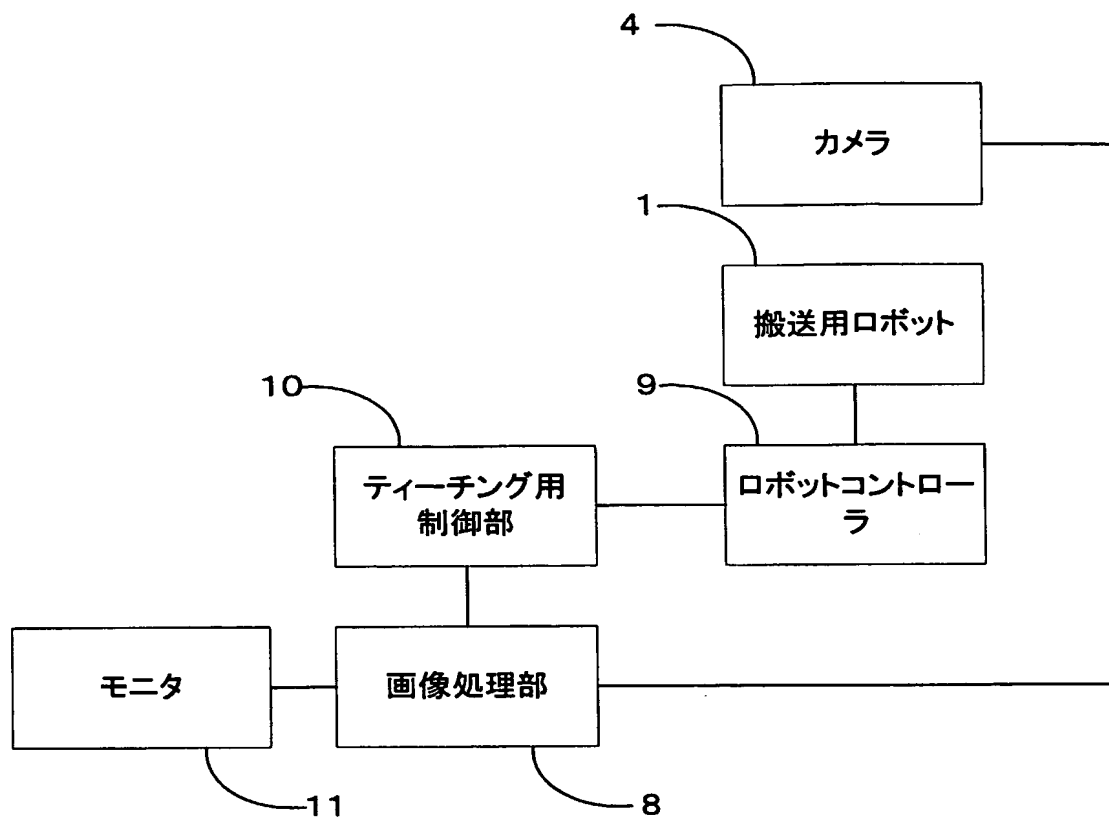 4
カメラ
1
搬送用ロボット
10
9
ティーチング用
制御部
ロボットコントロー
ラ
モニタ
画像処理部
11
8